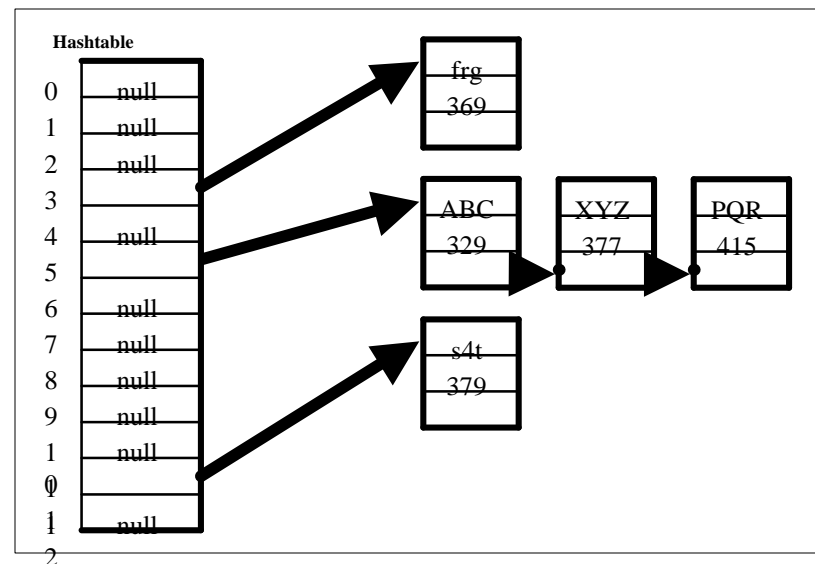 Hashtable
0 null
1 null
2 null
3
4 null
5
6 null
7 null
8 null
9 null
10 null
11
12 null
frg
369
ABC
329
XYZ
377
PQR
415
s4t
379